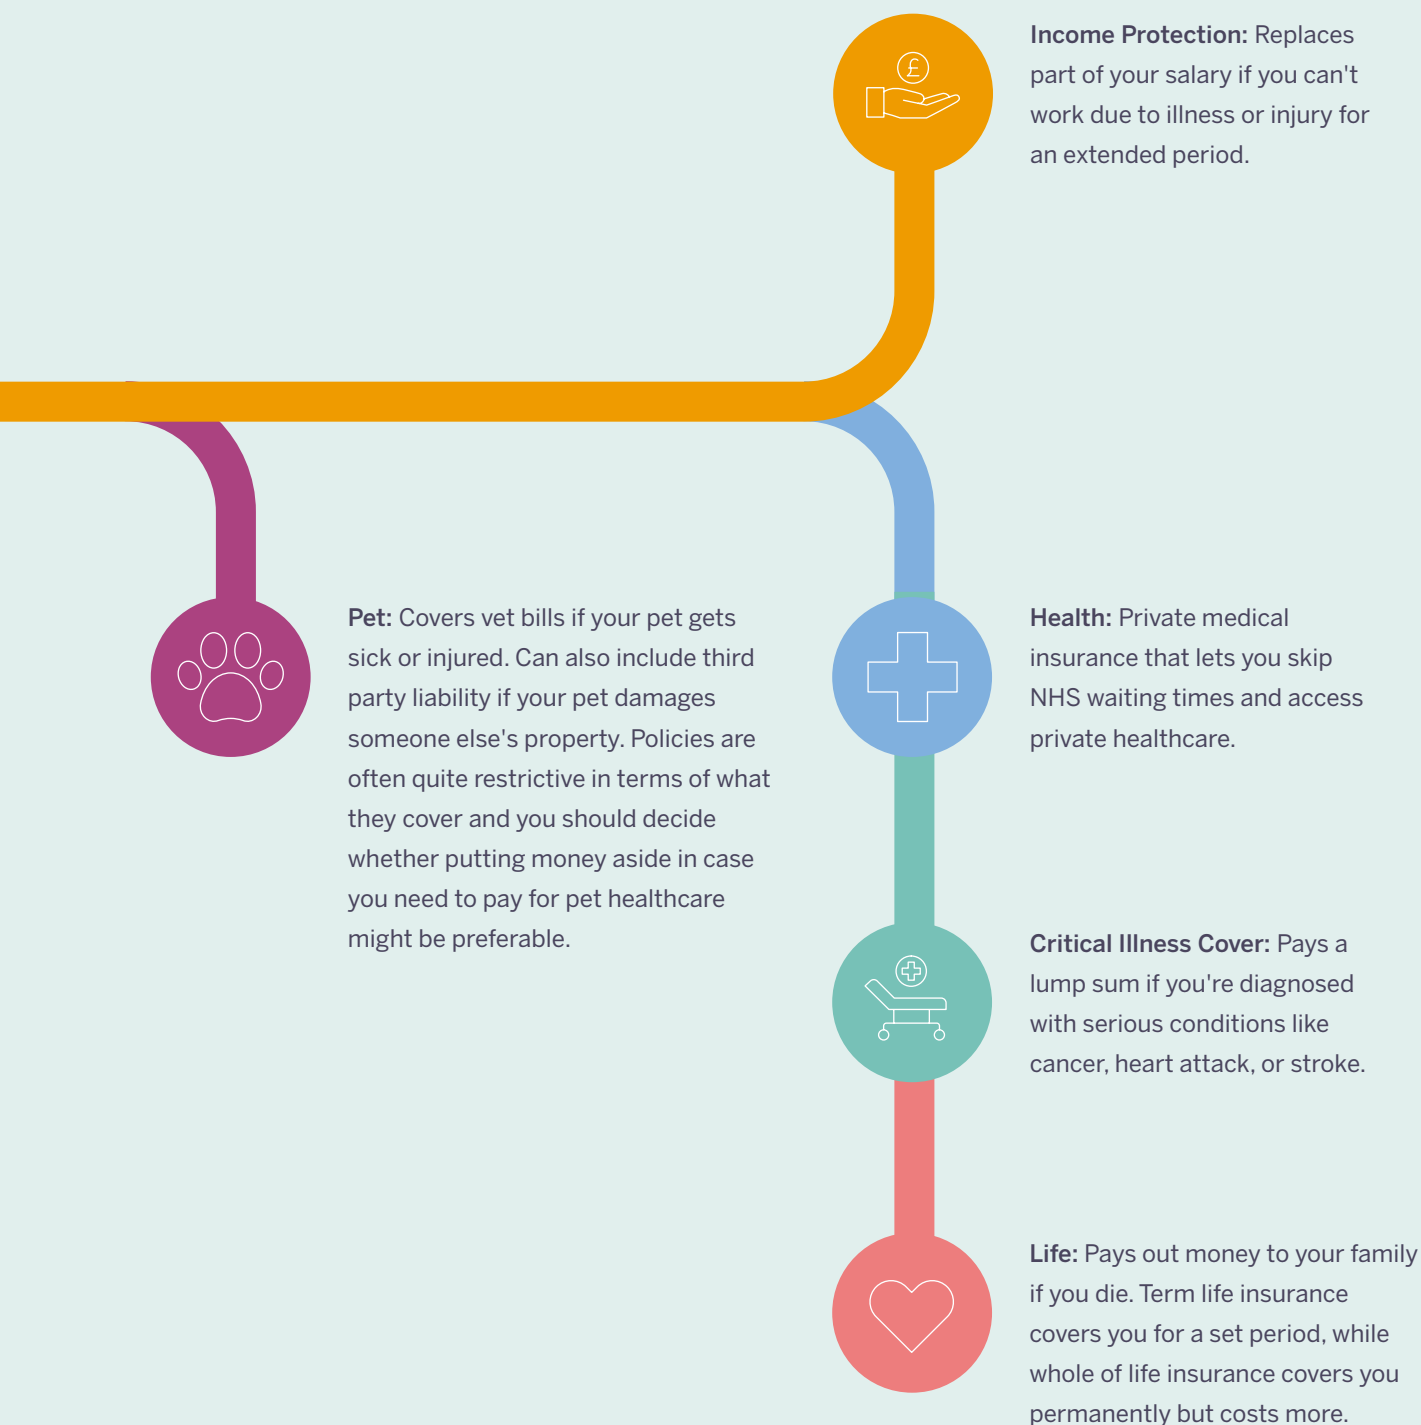 £
Income Protection: Replaces
part of your salary if you can't
work due to illness or injury for
an extended period.
Pet: Covers vet bills if your pet gets
sick or injured. Can also include third
party liability if your pet damages
someone else's property. Policies are
often quite restrictive in terms of what
they cover and you should decide
whether putting money aside in case
you need to pay for pet healthcare
might be preferable.
Health: Private medical
insurance that lets you skip
NHS waiting times and access
private healthcare.
Critical Illness Cover: Pays a
lump sum if you're diagnosed
with serious conditions like
cancer, heart attack, or stroke.
Life: Pays out money to your family
if you die. Term life insurance
covers you for a set period, while
whole of life insurance covers you
permanently but costs more.